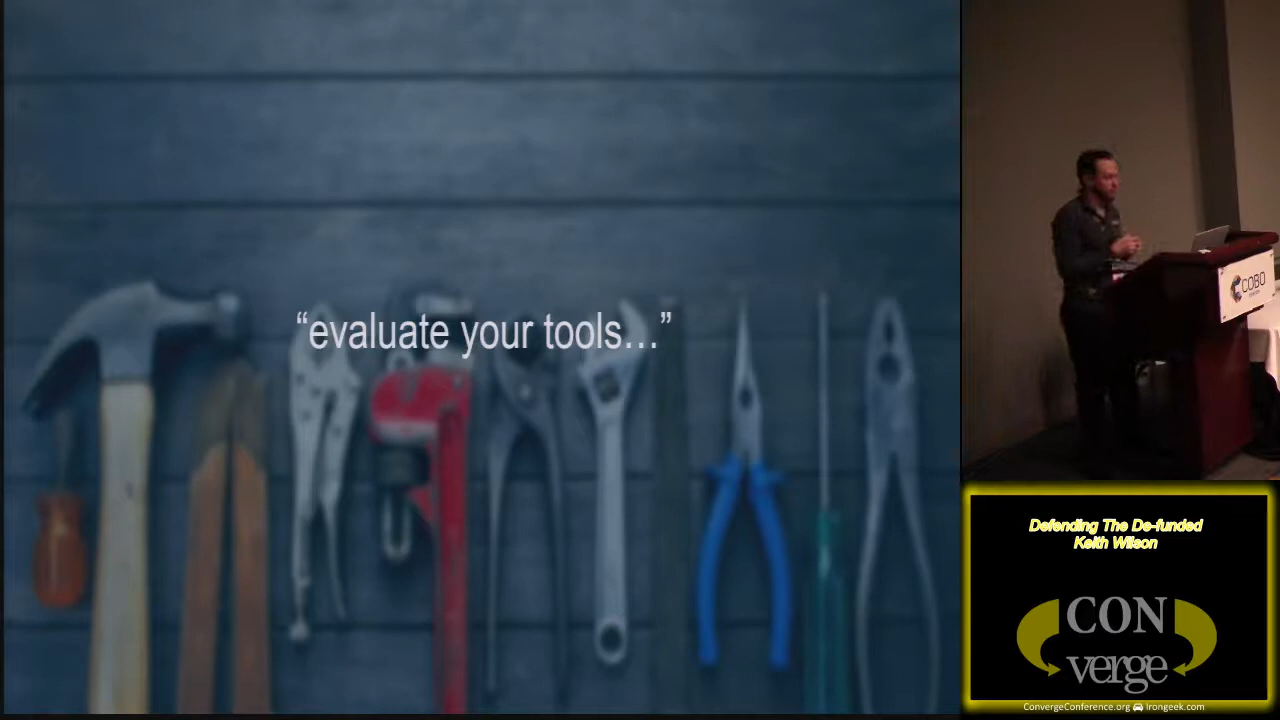 “evaluate your tools…”
COBO
Defending The De-funded
Keith Wilson
CON
verge
ConvergeConference.org Irongeek.com